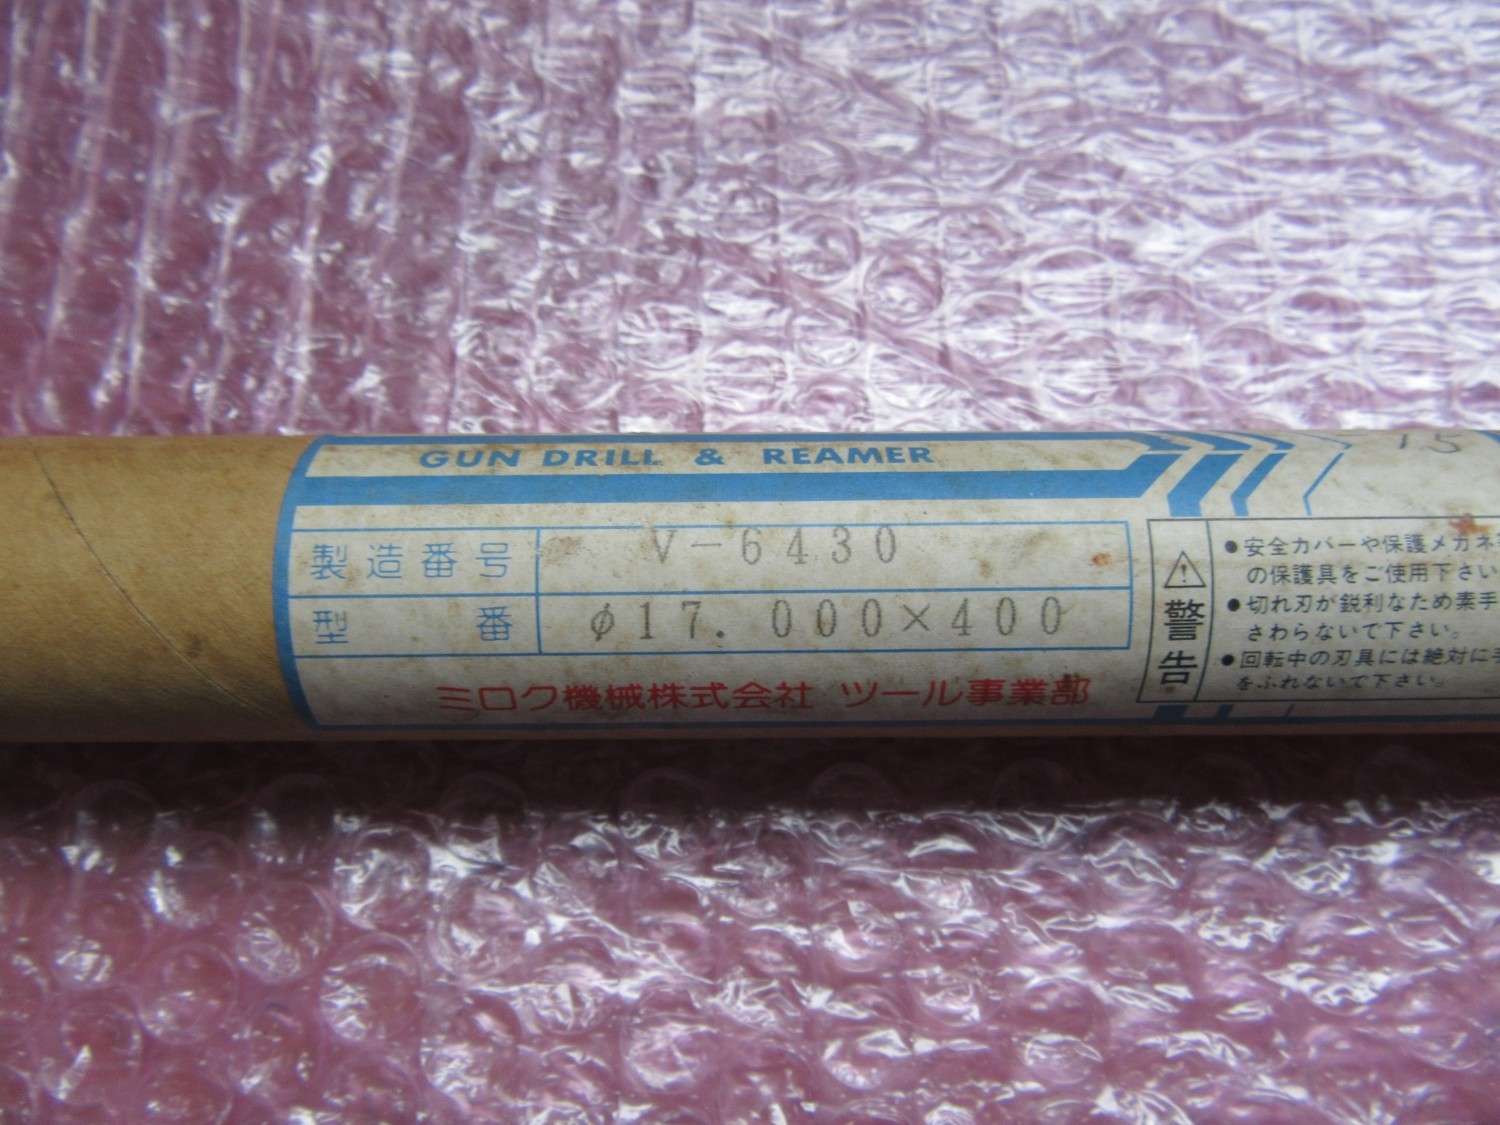 GUN DRILL & REAMER
15
製造番号 V-6430
型番 φ17.000×400
ミロク機械株式会社 ツール事業部
警告
●安全カバーや保護メガネ
の保護具をご使用下さい
●切れ刃が鋭利なため素手
さわらないで下さい。
●回転中の刃具には絶対に手
をふれないで下さい。